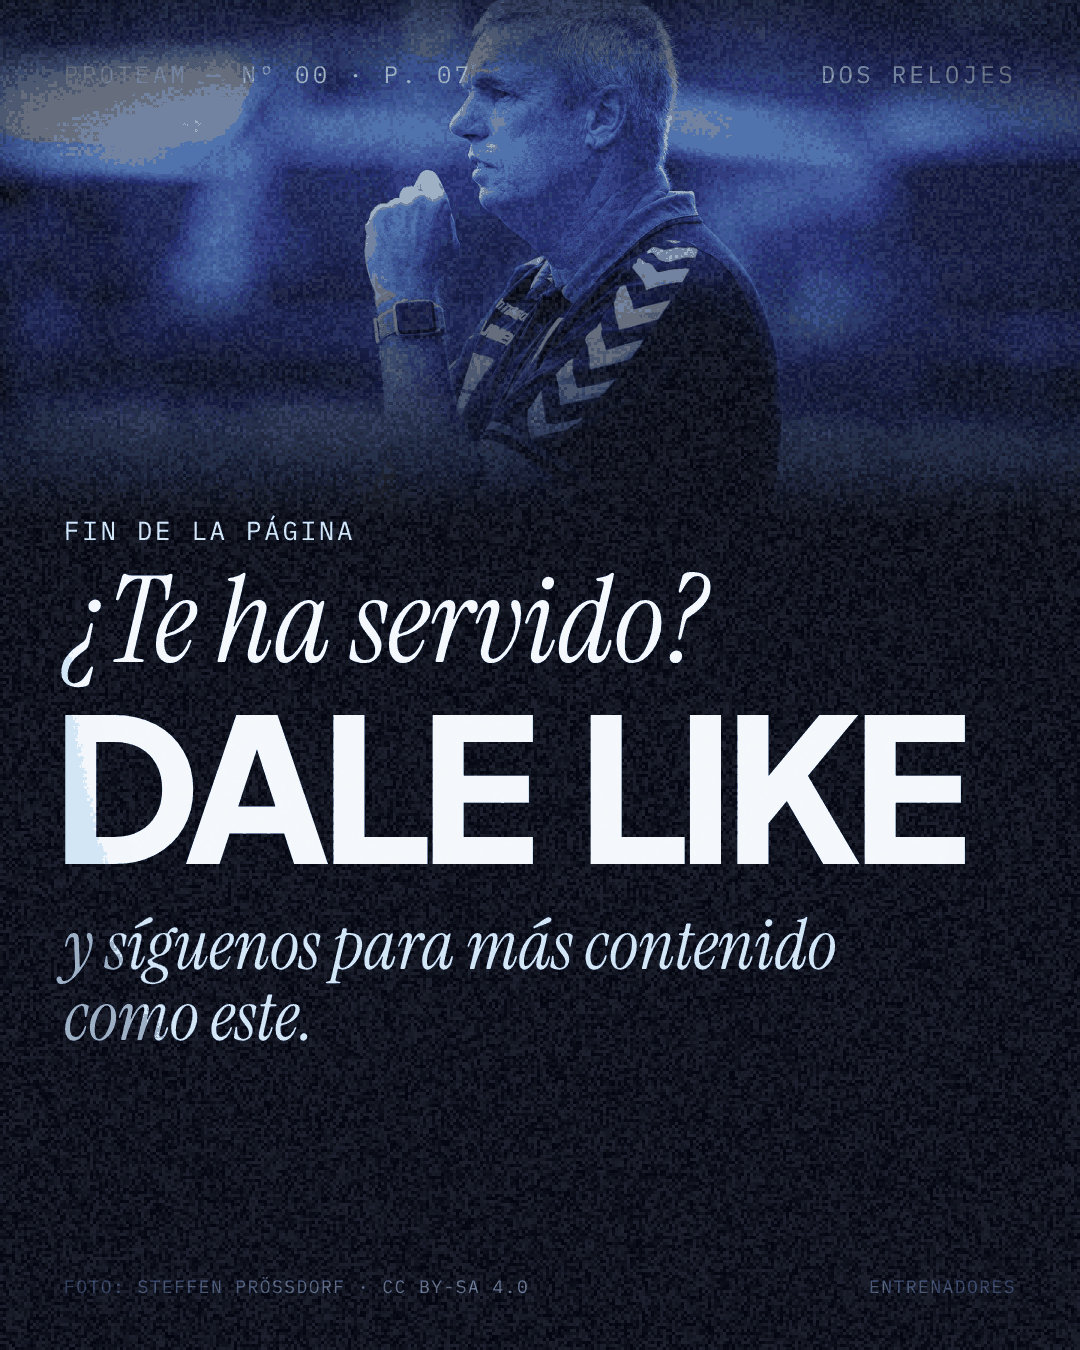 PROTEAM — Nº 00 · P. 07
DOS RELOJES
FIN DE LA PÁGINA
¿Te ha servido?
DALE LIKE
y síguenos para más contenido
como este.
FOTO: STEFFEN PRÖSSDORF · CC BY-SA 4.0
ENTRENADORES